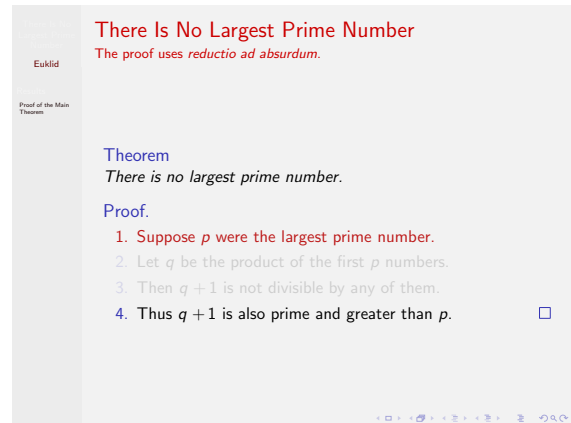 There Is No Largest Prime Number
The proof uses reductio ad absurdum.
Euklid
Proof of the Main
Theorem
Theorem
There is no largest prime number.
Proof.
1. Suppose p were the largest prime number.
2. Let q be the product of the first p numbers.
3. Then q + 1 is not divisible by any of them.
4. Thus q + 1 is also prime and greater than p.